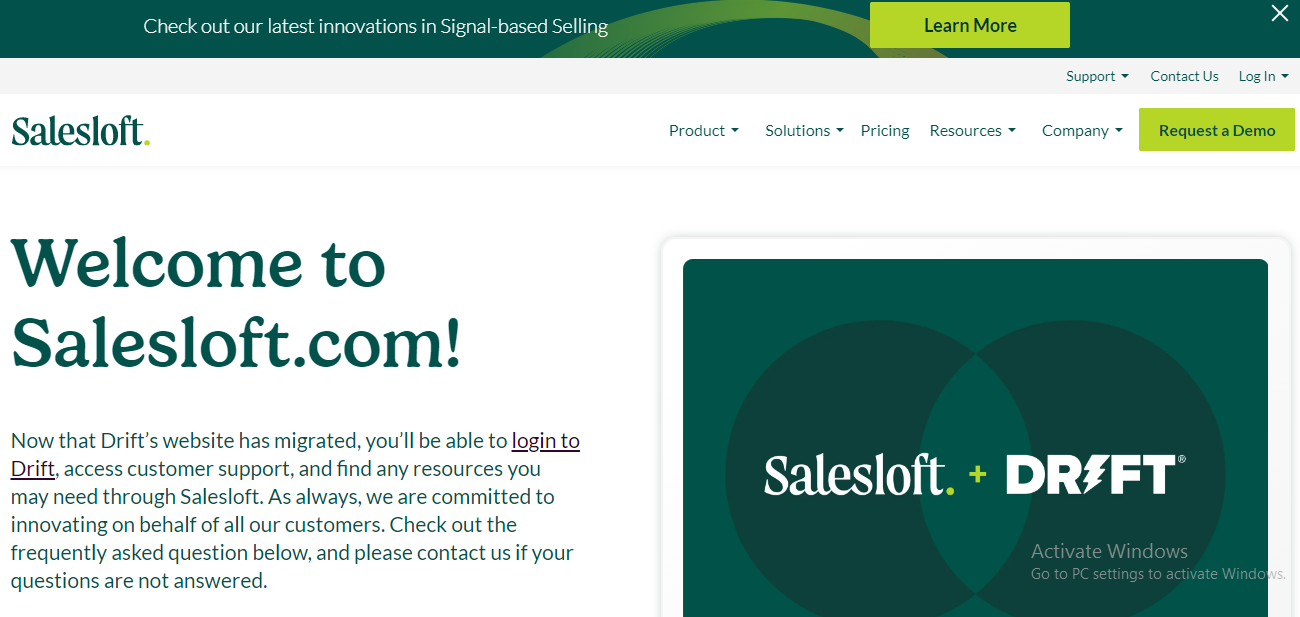 Check out our latest innovations in Signal-based Selling
Learn More
Support
Contact Us
Log In
Salesloft.
Product
Solutions
Pricing
Resources
Company
Request a Demo
Welcome to
Salesloft.com!
Now that Drift’s website has migrated, you’ll be able to login to
Drift, access customer support, and find any resources you
may need through Salesloft. As always, we are committed to
innovating on behalf of all our customers. Check out the
frequently asked question below, and please contact us if your
questions are not answered.
Salesloft. + DRIFT®
Activate Windows
Go to PC settings to activate Windows.